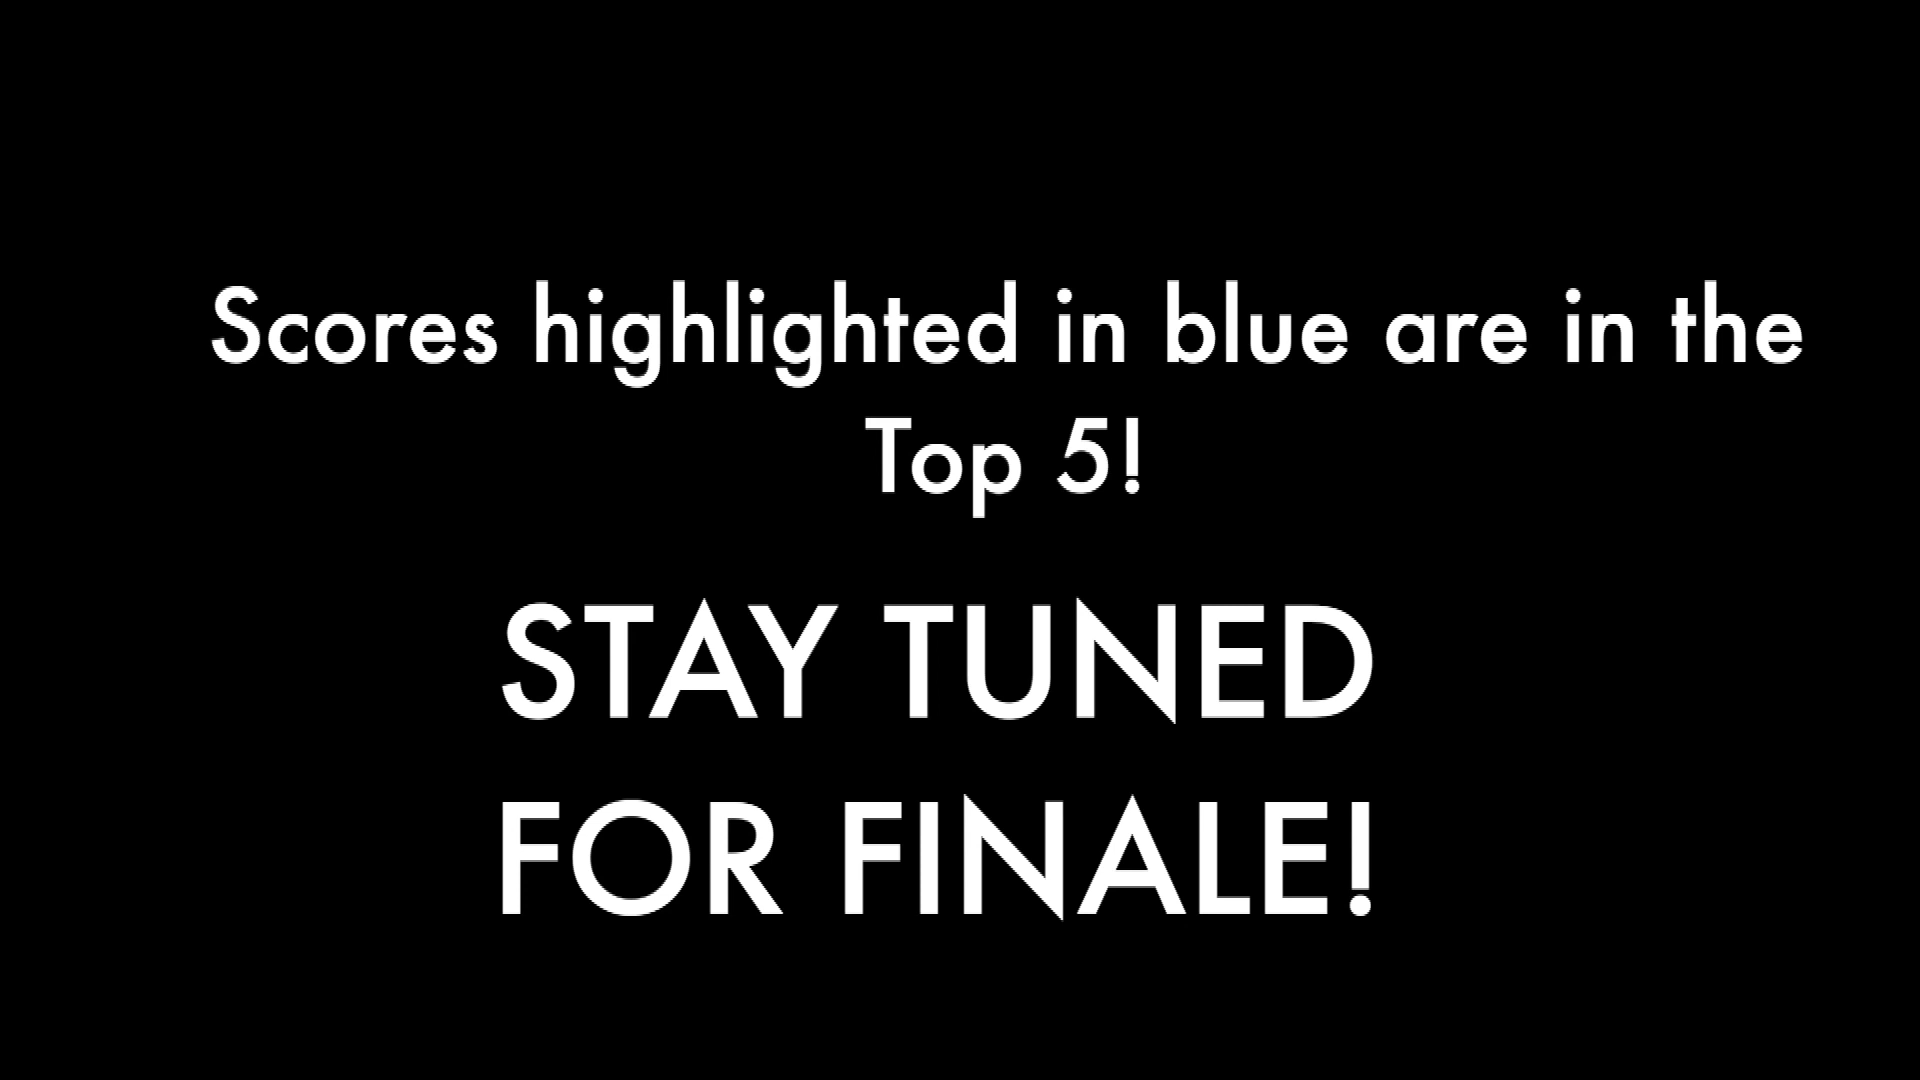 Scores highlighted in blue are in the
Top 5!
STAY TUNED
FOR FINALE!